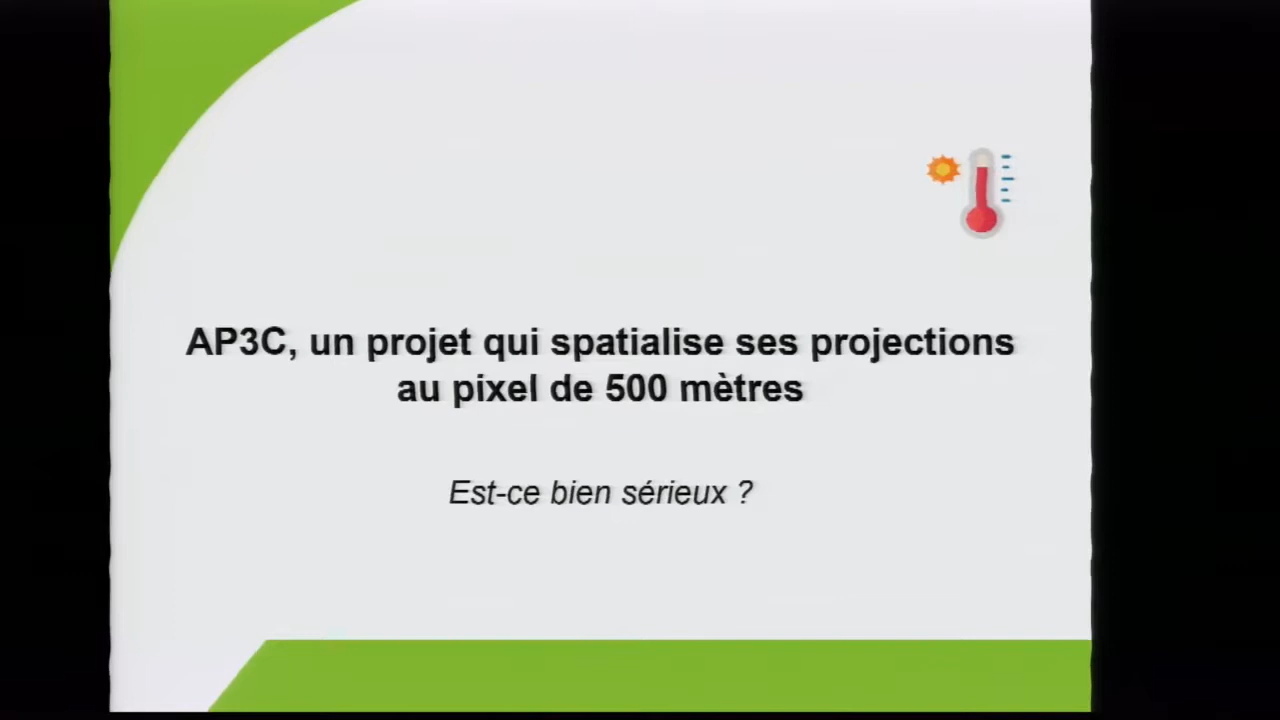 AP3C, un projet qui spatialise ses projections
au pixel de 500 mètres
Est-ce bien sérieux ?